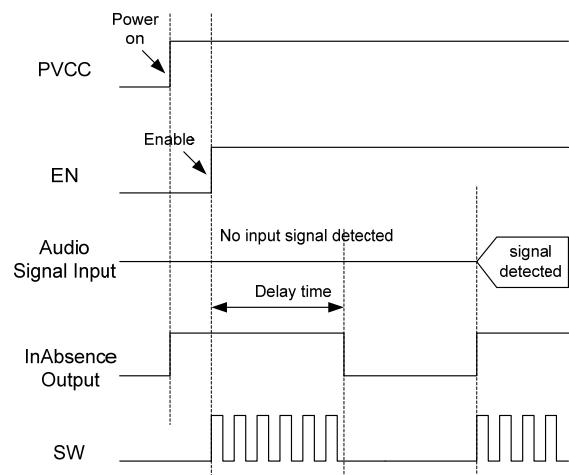 Power
on
PVCC
Enable
EN
No input signal detected
Audio
Signal Input
signal
detected
Delay time
InAbsence
Output
SW